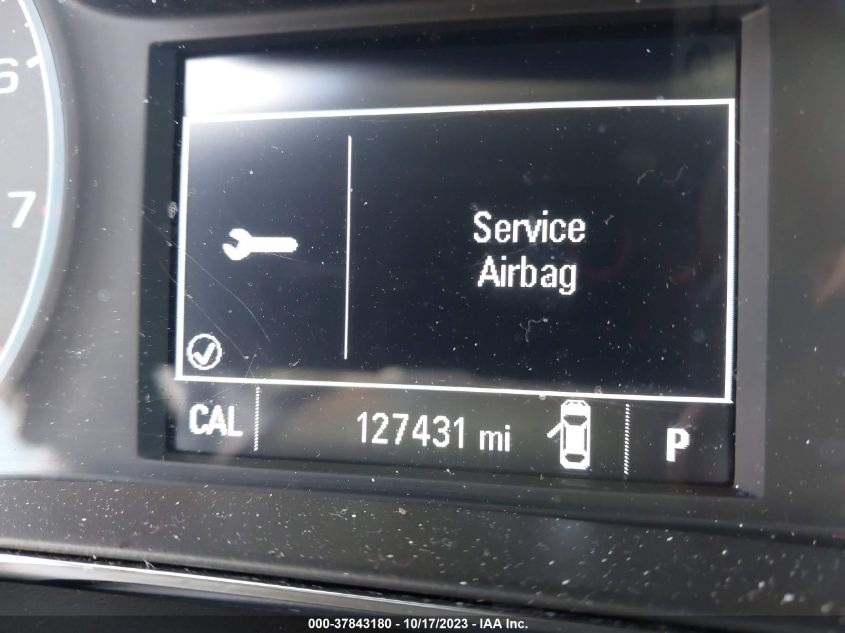 6
7
Service
Airbag
CAL
127431 mi
P
000-37843180 - 10/17/2023 - IAA Inc.